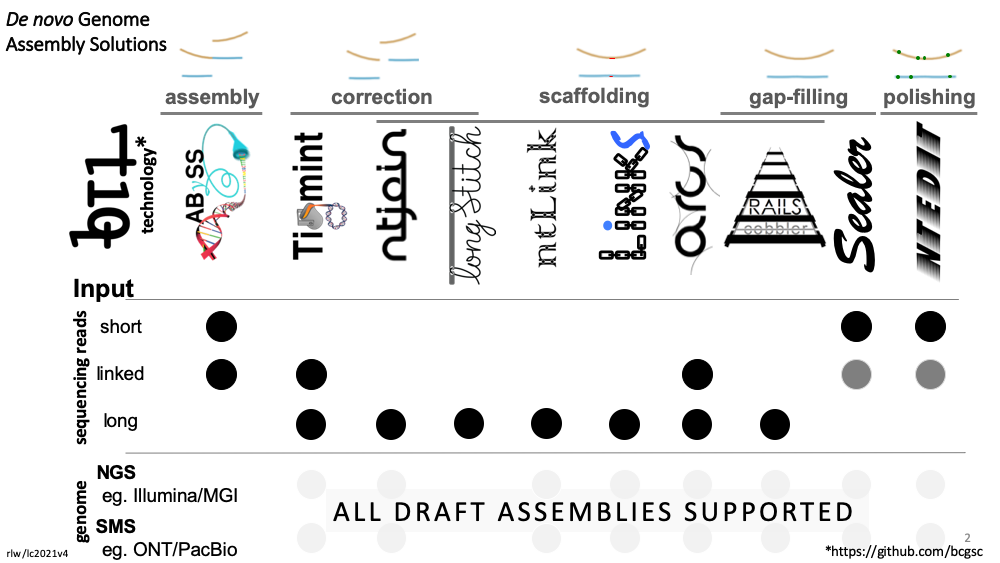 De novo Genome
Assembly Solutions
assembly
correction
scaffolding
gap-filling
polishing
btl
technology*
ABySS
Tigmint
ntjoin
longStitch
ntLink
LINKS
arcs
RAILS
cobbler
Sealer
NTEDIT
Input
sequencing reads
short
linked
long
genome
NGS
eg. Illumina/MGI
SMS
eg. ONT/PacBio
ALL DRAFT ASSEMBLIES SUPPORTED
rlw/lc2021v4
2
*https://github.com/bcgsc